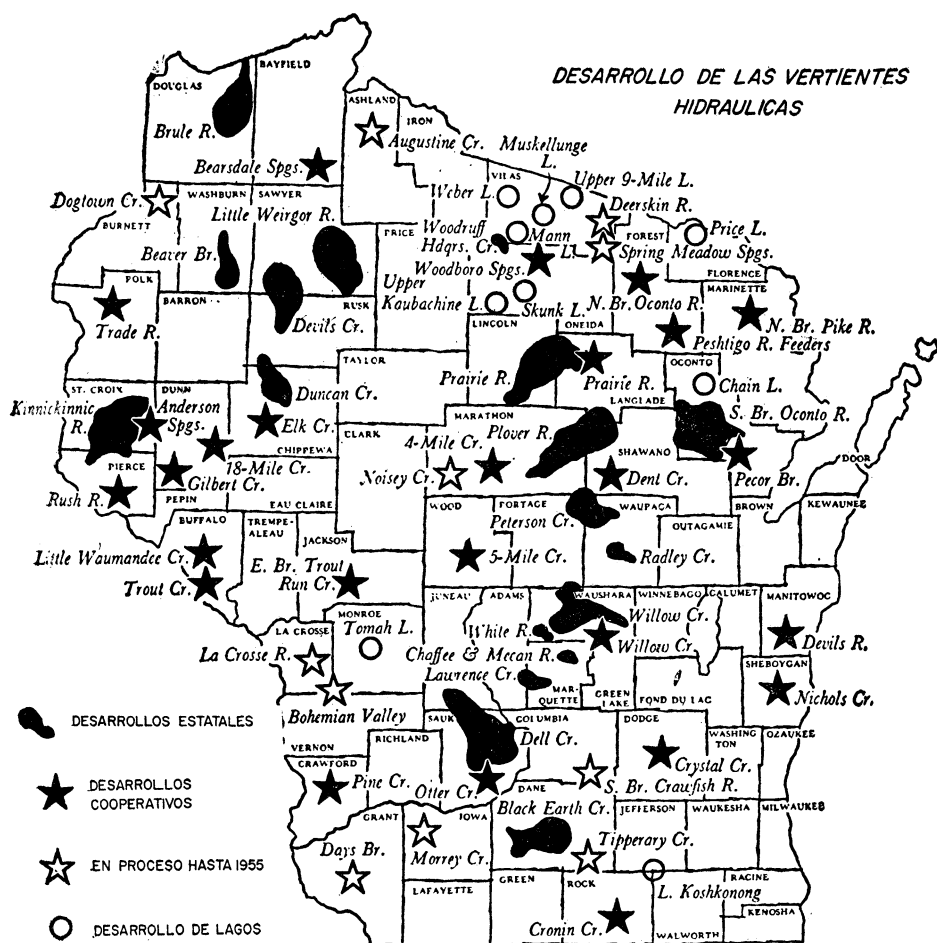 DESARROLLO DE LAS VERTIENTES
HIDRAULICAS
BAYFIELD
DOUGLAS
ASHLAND
IRON
Brule R.
Augustine Cr.
Muskellunge
L.
Bearsdale Spgs.
VILAS
Weber L.
Upper 9-Mile L.
WASHBURN
SAWYER
Dogtown Cr.
Little Weirgor R.
Deerskin R.
BURNETT
PRICE
Woodruff
Hdqrs. Cr.
Mann
L.
FOREST
Price L.
Beaver Br.
Spring Meadow Spgs.
Woodboro Spgs.
POLK
Upper
Kaubachine L.
FLORENCE
MARINETTE
BARRON
RUSK
Skunk L.
N. Br. Oconto R.
Trade R.
Devils Cr.
LINCOLN
ONEIDA
N. Br. Pike R.
Peshtigo R. Feeders
TAYLOR
OCONTO
ST. CROIX
DUNN
Duncan Cr.
Prairie R.
Prairie R.
Chain L.
Kinnickinnic
R.
Anderson
Spgs.
LANGLADE
S. Br. Oconto R.
MARATHON
Elk Cr.
CLARK
4-Mile Cr.
Plover R.
CHIPPEWA
SHAWANO
DOOR
PIERCE
18-Mile Cr.
Noisey Cr.
Gilbert Cr.
Dent Cr.
Pecor Br.
Rush R.
PEPIN
EAU CLAIRE
WOOD
PORTAGE
WAUPACA
BROWN
KEWAUNEE
BUFFALO
TREMPE-
ALEAU
Peterson Cr.
OUTAGAMIE
JACKSON
Little Waumandee Cr.
E. Br. Trout
Run Cr.
5-Mile Cr.
Radley Cr.
Trout Cr.
JUNEAU
ADAMS
WAUSHARA
WINNEBAGO
CALUMET
MANITOWOC
MONROE
Willow Cr.
LA CROSSE
Tomah L.
White R.
Willow Cr.
Devils R.
La Crosse R.
Chaffee & Mecan R.
SHEBOYGAN
Lawrence Cr.
MAR-
QUETTE
GREEN
LAKE
FOND DU LAC
Nichols Cr.
Bohemian Valley
DESARROLLOS ESTATALES
SAUK
COLUMBIA
DODGE
RICHLAND
WASHING
TON
OZAUKEE
VERNON
Dell Cr.
CRAWFORD
Crystal Cr.
DESARROLLOS
COOPERATIVOS
Pine Cr.
Otter Cr.
DANE
S. Br. Crawfish R.
Black Earth Cr.
JEFFERSON
WAUKESHA
MILWAUKEE
GRANT
IOWA
Tipperary Cr.
EN PROCESO HASTA 1955
Days Br.
Morrey Cr.
LAFAYETTE
GREEN
ROCK
L. Koshkonong
RACINE
KENOSHA
DESARROLLO DE LAGOS
Cronin Cr.
WALWORTH